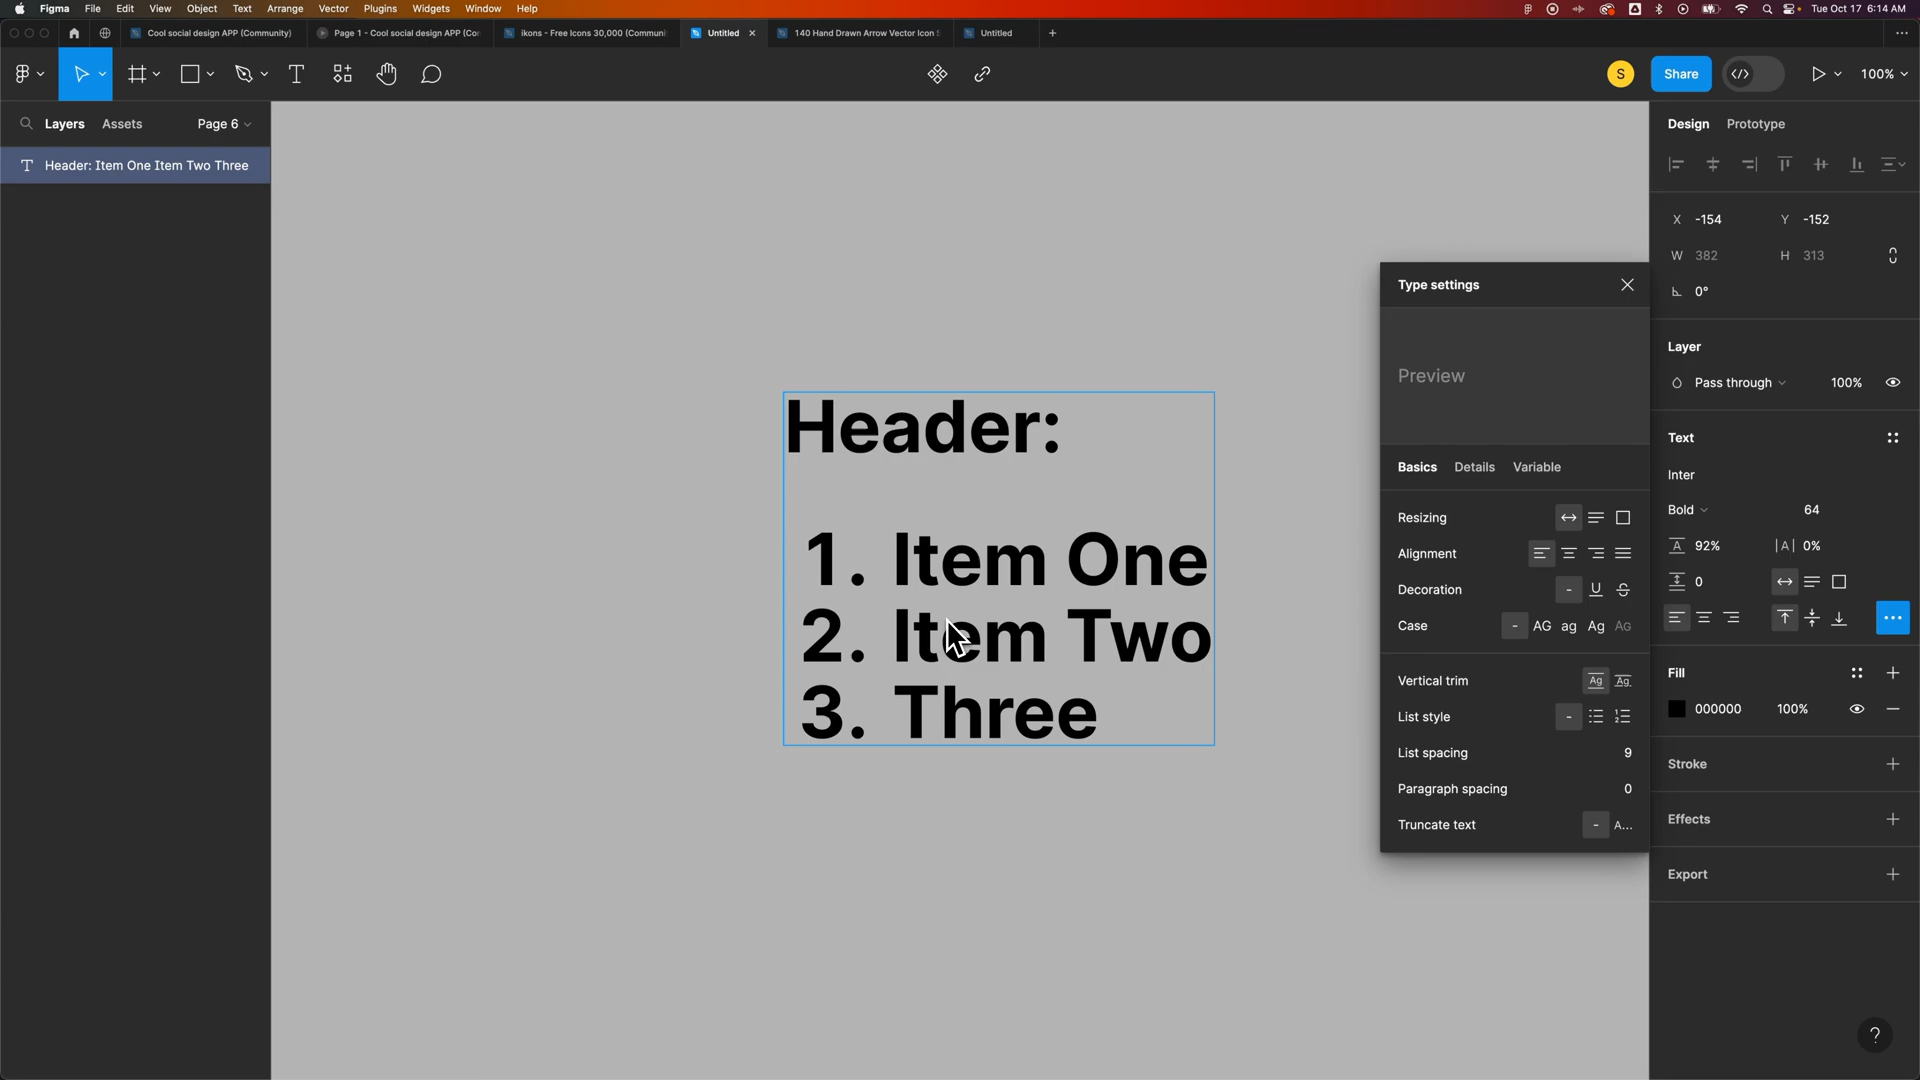 Figma File Edit View Object Text Arrange Vector Plugins Widgets Window Help Tue Oct 17 6:14 AM
Cool social design APP (Community) Page 1 - Cool social design APP (Co ikons - Free Icons 30,000 (Commun Untitled 140 Hand Drawn Arrow Vector Icon Untitled
S Share 100%
Layers Assets Page 6
Header: Item One Item Two Three
Header:
1. Item One
2. Item Two
3. Three
Type settings
Preview
Basics Details Variable
Resizing
Alignment
Decoration - U S
Case - AG ag Ag AG
Vertical trim Ag Ag
List style -
List spacing 9
Paragraph spacing 0
Truncate text - A...
Design Prototype
X -154 Y -152
W 382 H 313
0°
Layer
Pass through 100%
Text
Inter
Bold 64
A 92% |A| 0%
0
Fill
000000 100%
Stroke
Effects
Export
?